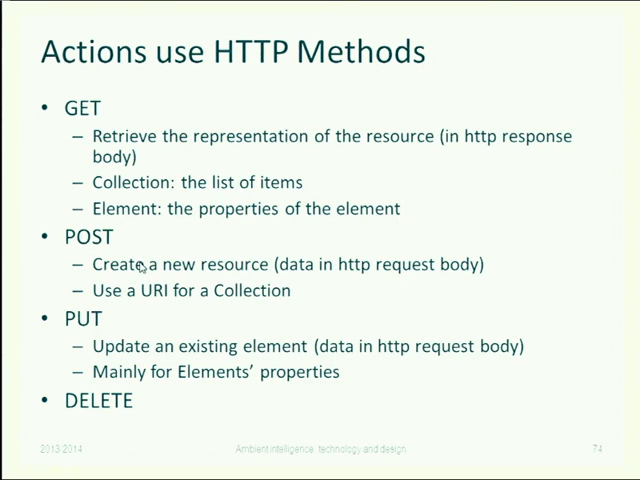 Actions use HTTP Methods
• GET
– Retrieve the representation of the resource (in http response
body)
– Collection: the list of items
– Element: the properties of the element
• POST
– Create a new resource (data in http request body)
– Use a URI for a Collection
• PUT
– Update an existing element (data in http request body)
– Mainly for Elements’ properties
• DELETE
2013 2014 Ambient intelligence: technology and design 74